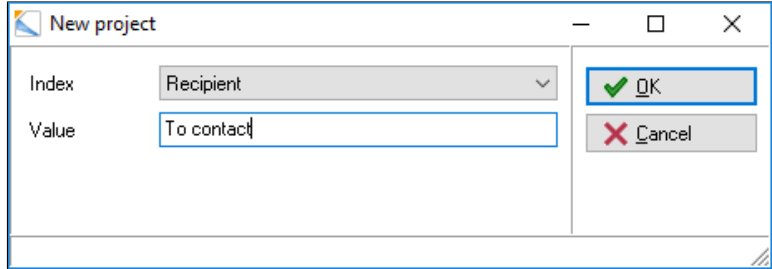 New project
Index Recipient
OK
Value To contact
Cancel